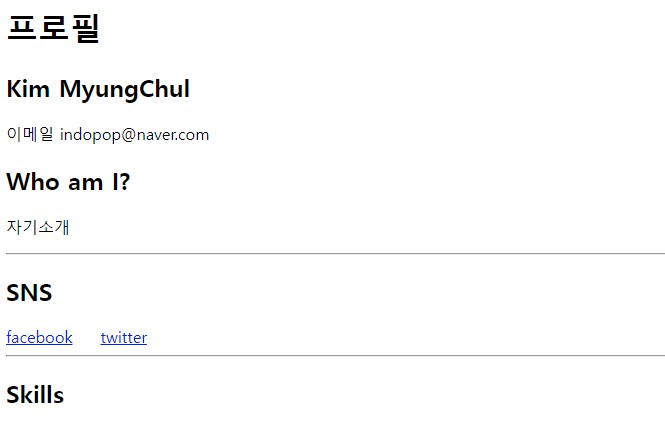 프로필
Kim MyungChul
이메일 indopop@naver.com
Who am I?
자기소개
SNS
facebook twitter
Skills